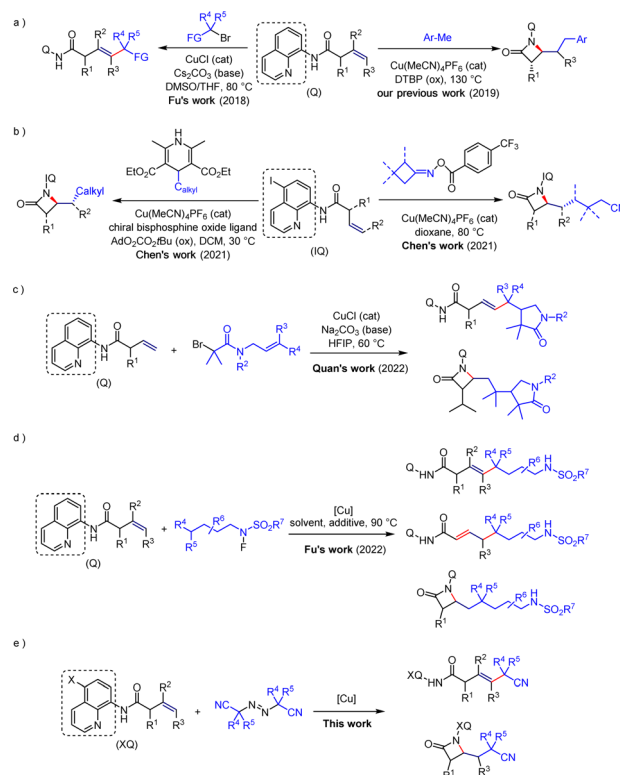 a )
Q
N
H
O
R1
R2
R3
R4
R5
FG
R4
R5
FG
Br
CuCl (cat)
Cs2CO3 (base)
DMSO/THF, 80 °C
Fu's work (2018)
N
N
H
O
R1
R2
R3
(Q)
Ar-Me
Cu(MeCN)4PF6 (cat)
DTBP (ox), 130 °C
our previous work (2019)
Q
N
O
R1
R3
Ar
b )
IQ
N
O
R1
R2
Calkyl
H
N
EtO2C
CO2Et
Calkyl
Cu(MeCN)4PF6 (cat)
chiral bisphosphine oxide ligand
AdO2CO2tBu (ox), DCM, 30 °C
Chen's work (2021)
I
N
N
H
O
R1
R2
(IQ)
N
O
O
CF3
Cu(MeCN)4PF6 (cat)
dioxane, 80 °C
Chen's work (2021)
IQ
N
O
R1
R2
Cl
c )
N
N
H
O
R1
(Q)
+
Br
O
N
R2
R3
R4
CuCl (cat)
Na2CO3 (base)
HFIP, 60 °C
Quan's work (2022)
Q
N
H
O
R1
R3 R4
N-R2
O
Q
N
O
N-R2
O
d )
N
N
H
O
R1
R2
R3
(Q)
+
R4
R5
R6
N
F
SO2R7
[Cu]
solvent, additive, 90 °C
Fu's work (2022)
Q
HN
O
R1
R2
R3
R4
R5
R6
H
N
SO2R7
Q
HN
O
R3
R4
R5
R6
H
N
SO2R7
Q
N
O
R1
R4
R5
R6
H
N
SO2R7
e )
X
N
N
H
O
R1
R2
R3
(XQ)
+
NC
R4
R5
N
N
R4
R5
CN
[Cu]
This work
XQ
HN
O
R1
R2
R3
R4
R5
CN
XQ
N
O
R1
R3
R4
R5
CN